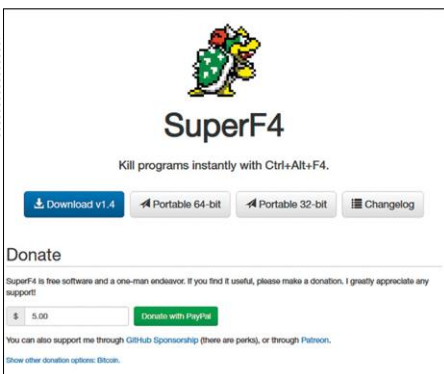 SuperF4
Kill programs instantly with Ctrl+Alt+F4.
Download v1.4
Portable 64-bit
Portable 32-bit
Changelog
Donate
SuperF4 is free software and a one-man endeavor. If you find it useful, please make a donation. I greatly appreciate any
support!
$ 5.00 Donate with PayPal
You can also support me through GitHub Sponsorship (there are perks), or through Patreon.
Show other donation options: Bitcoin.